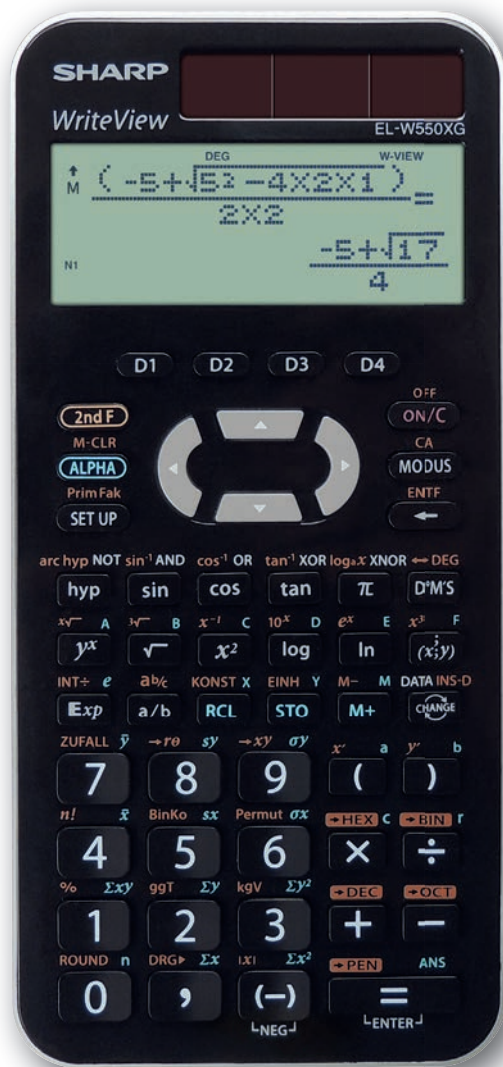 SHARP
WriteView EL-W550XG
DEG W-VIEW
M (-5+√5²-4×2×1) =
2×2
N1 -5+√17
4
D1 D2 D3 D4
OFF
2nd F ON/C
M-CLR CA
ALPHA MODUS
Prim Fak ENTF
SET UP ←
arc hyp NOT sin⁻¹ AND cos⁻¹ OR tan⁻¹ XOR logₐx XNOR ↔DEG
hyp sin cos tan π D°M'S
x√ A ³√ B x⁻¹ C 10ˣ D eˣ E x³ F
yˣ √ x² log ln (x;y)
INT÷ e ab/c KONST X EINH Y M− M DATA INS-D
Exp a/b RCL STO M+ CHANGE
ZUFALL ȳ →rθ sy →xy σy x′ a y′ b
7 8 9 ( )
n! x̄ BinKo sx Permut σx →HEX c →BIN r
4 5 6 × ÷
% Σxy ggT Σy kgV Σy² →DEC →OCT
1 2 3 + −
ROUND n DRG▸ Σx |x| Σx² →PEN ANS
0 , (−) =
NEG ENTER